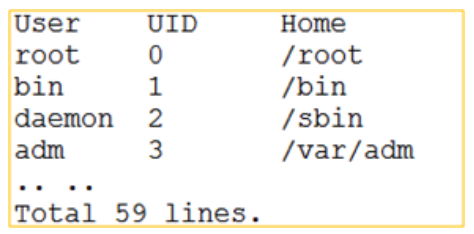 User UID Home
root 0 /root
bin 1 /bin
daemon 2 /sbin
adm 3 /var/adm
.. ..
Total 59 lines.